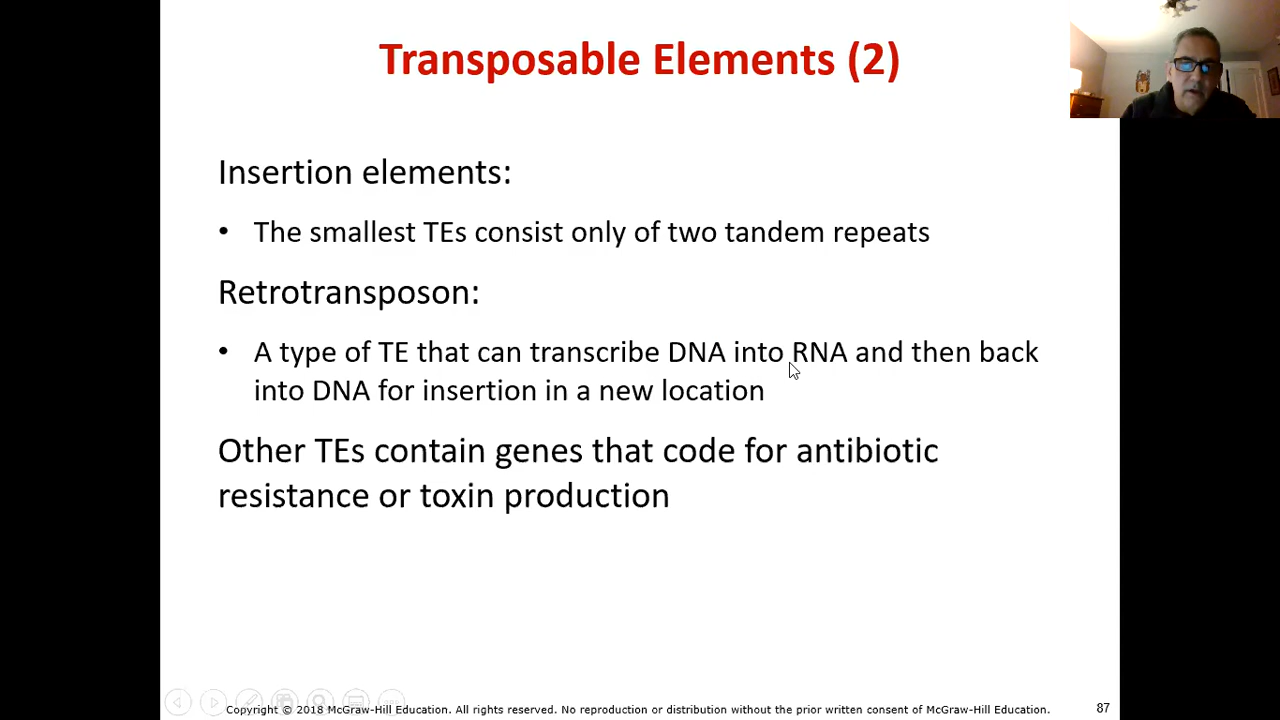 Transposable Elements (2)
Insertion elements:
• The smallest TEs consist only of two tandem repeats
Retrotransposon:
• A type of TE that can transcribe DNA into RNA and then back
into DNA for insertion in a new location
Other TEs contain genes that code for antibiotic
resistance or toxin production
Copyright © 2018 McGraw-Hill Education. All rights reserved. No reproduction or distribution without the prior written consent of McGraw-Hill Education.
87